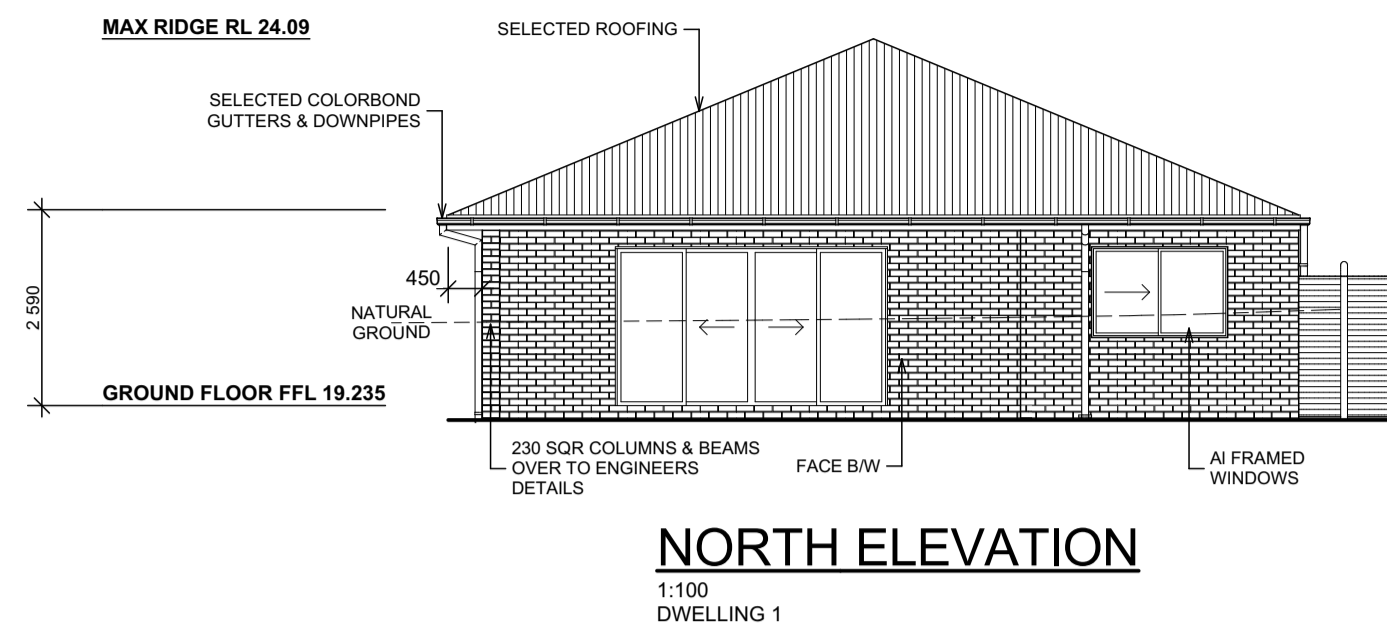 MAX RIDGE RL 24.09
SELECTED ROOFING
SELECTED COLORBOND
GUTTERS & DOWNPIPES
2 590
450
NATURAL
GROUND
GROUND FLOOR FFL 19.235
230 SQR COLUMNS & BEAMS
OVER TO ENGINEERS
DETAILS
FACE B/W
Al FRAMED
WINDOWS
NORTH ELEVATION
1:100
DWELLING 1